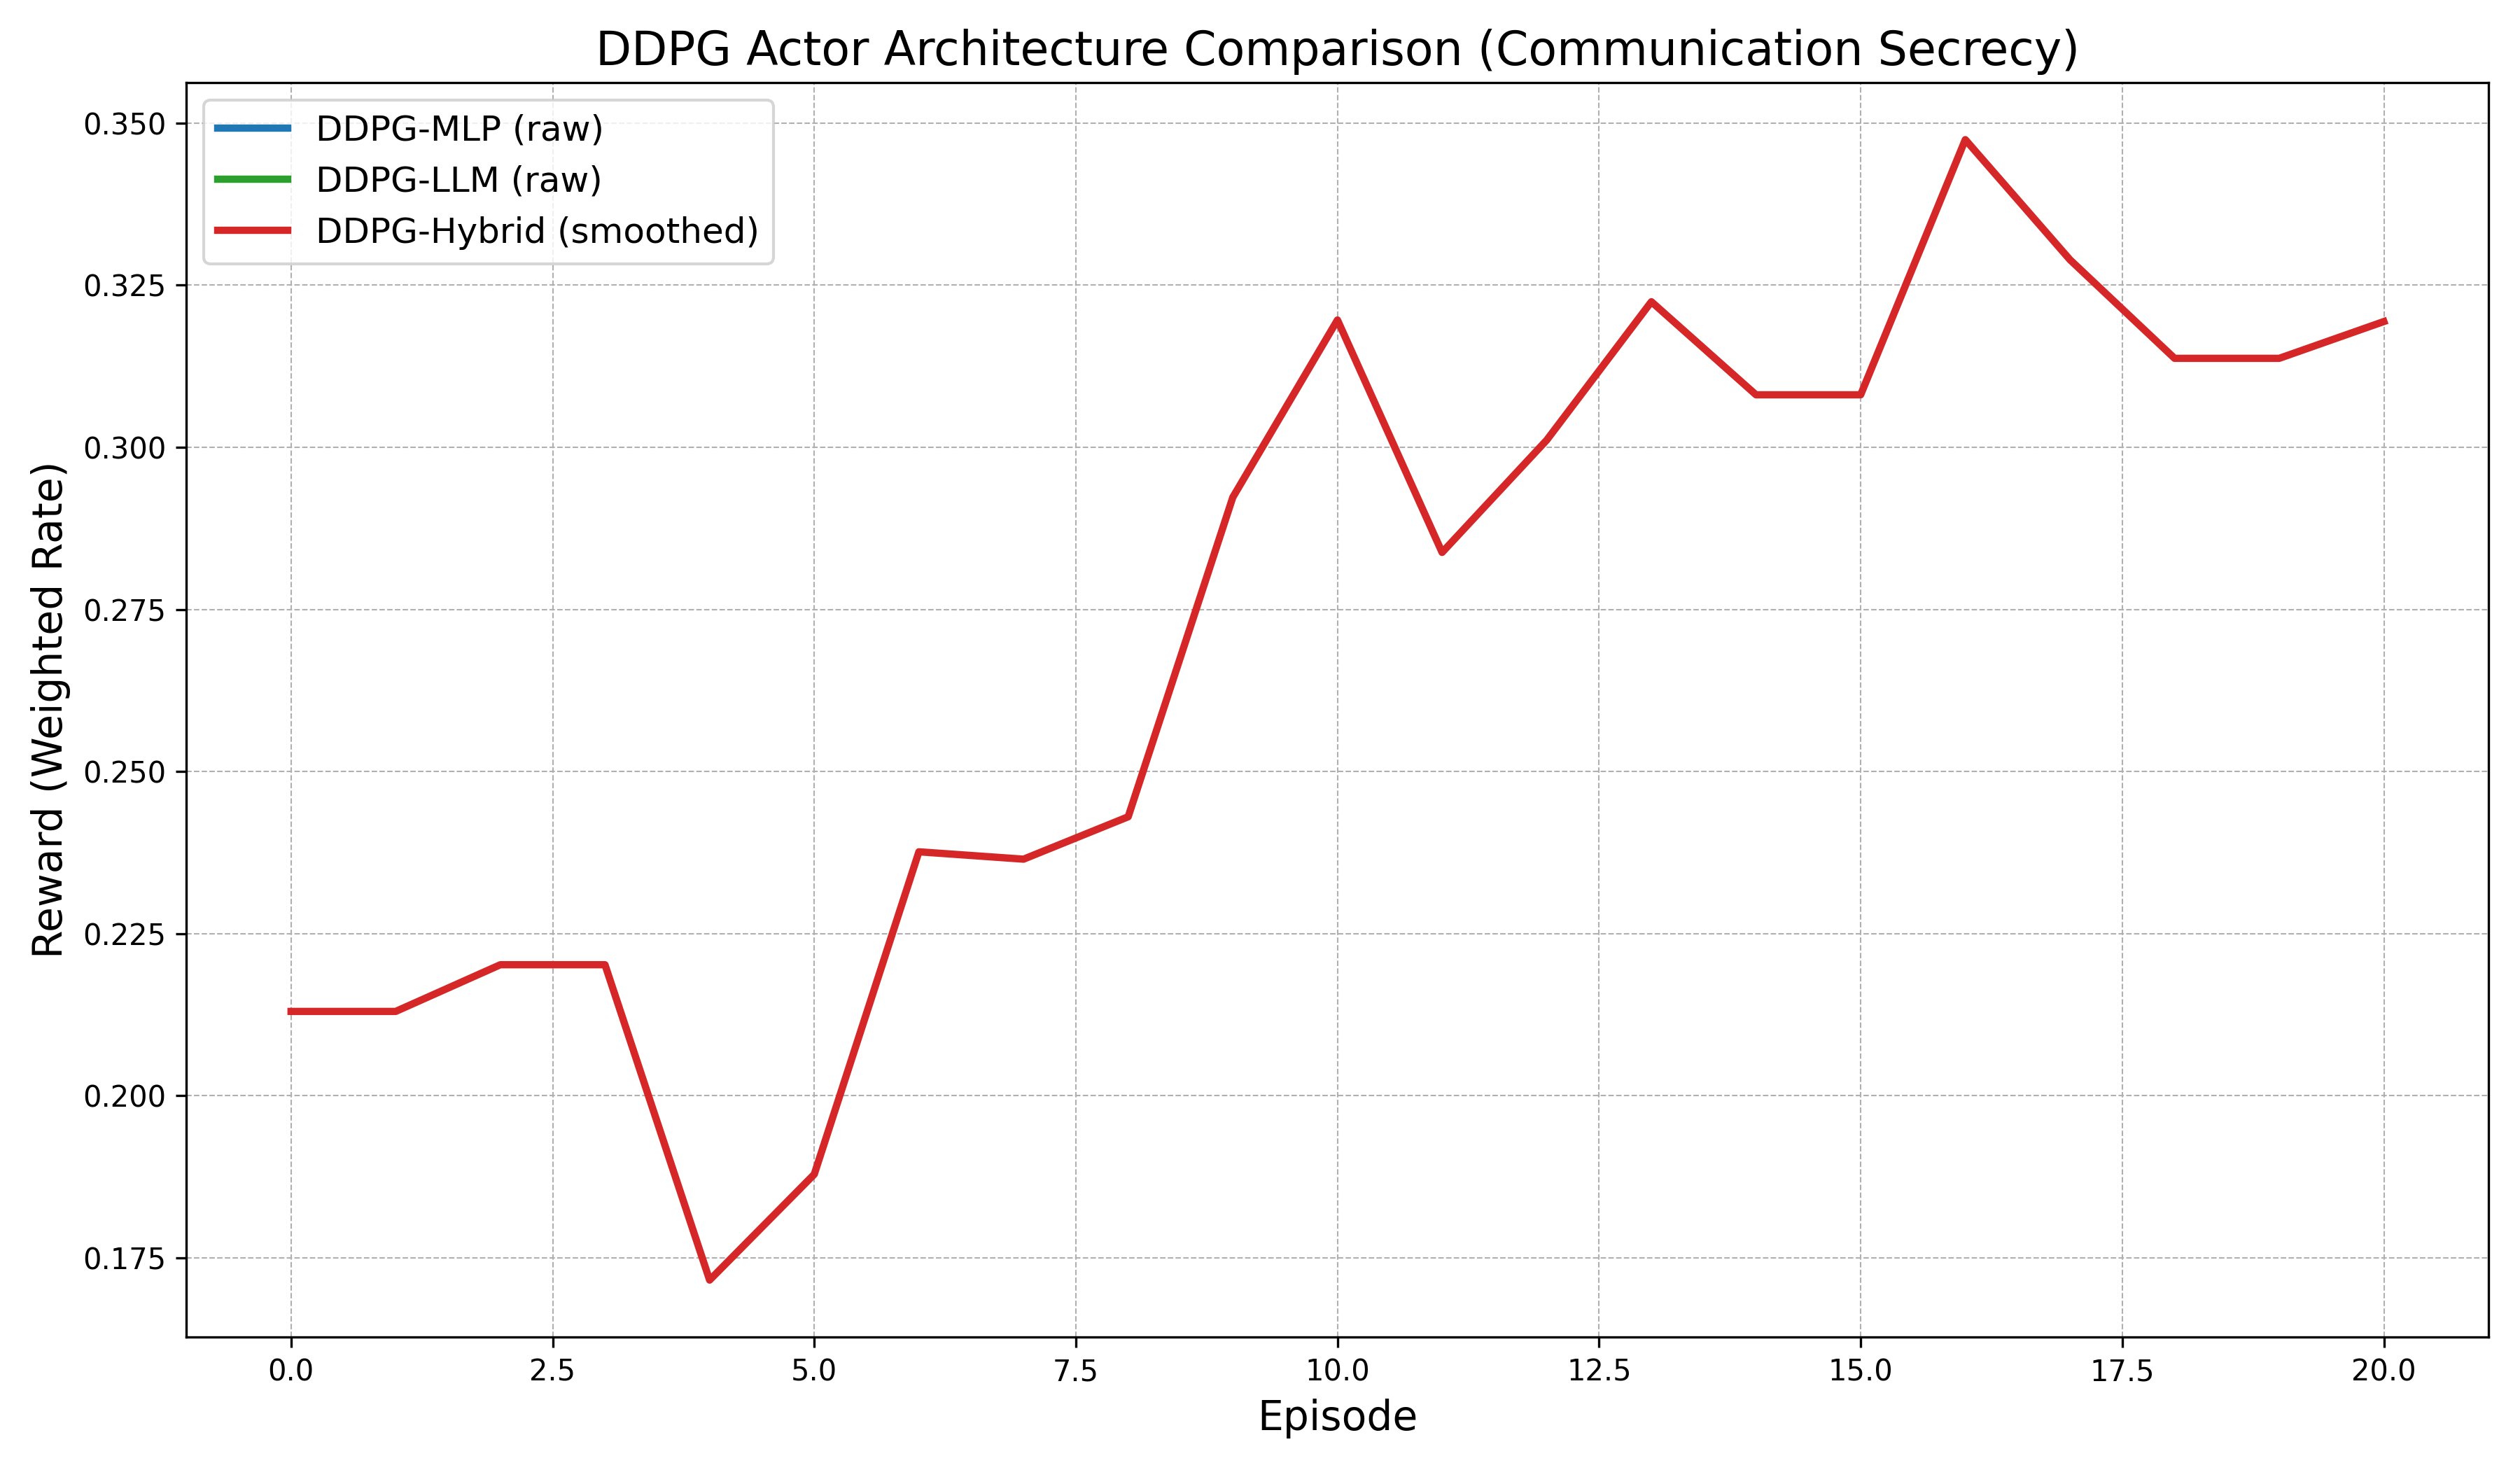 DDPG Actor Architecture Comparison (Communication Secrecy)
DDPG-MLP (raw)
DDPG-LLM (raw)
DDPG-Hybrid (smoothed)
Reward (Weighted Rate)
0.350
0.325
0.300
0.275
0.250
0.225
0.200
0.175
0.0 2.5 5.0 7.5 10.0 12.5 15.0 17.5 20.0
Episode